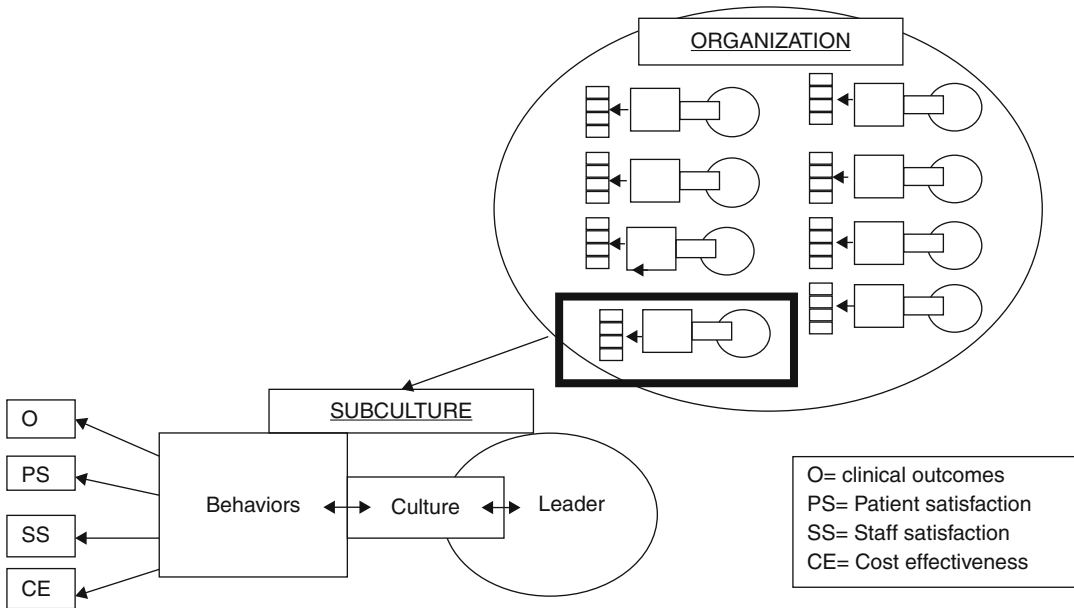 ORGANIZATION
SUBCULTURE
O
PS
SS
CE
Behaviors
Culture
Leader
O= clinical outcomes
PS= Patient satisfaction
SS= Staff satisfaction
CE= Cost effectiveness